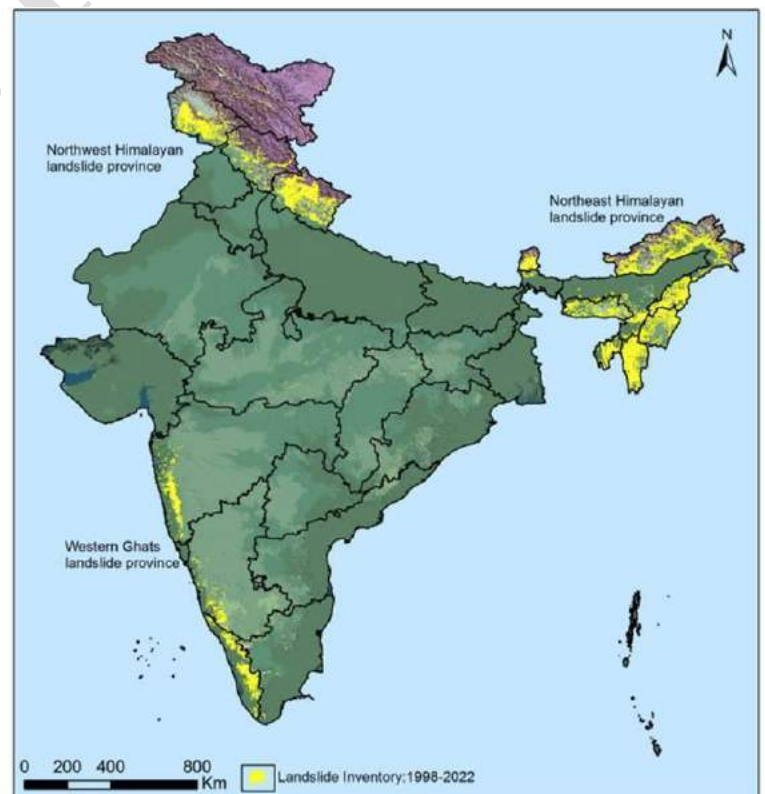 N
Northwest Himalayan
landslide province
Northeast Himalayan
landslide province
Western Ghats
landslide province
0 200 400 800
Km
Landslide Inventory:1998-2022